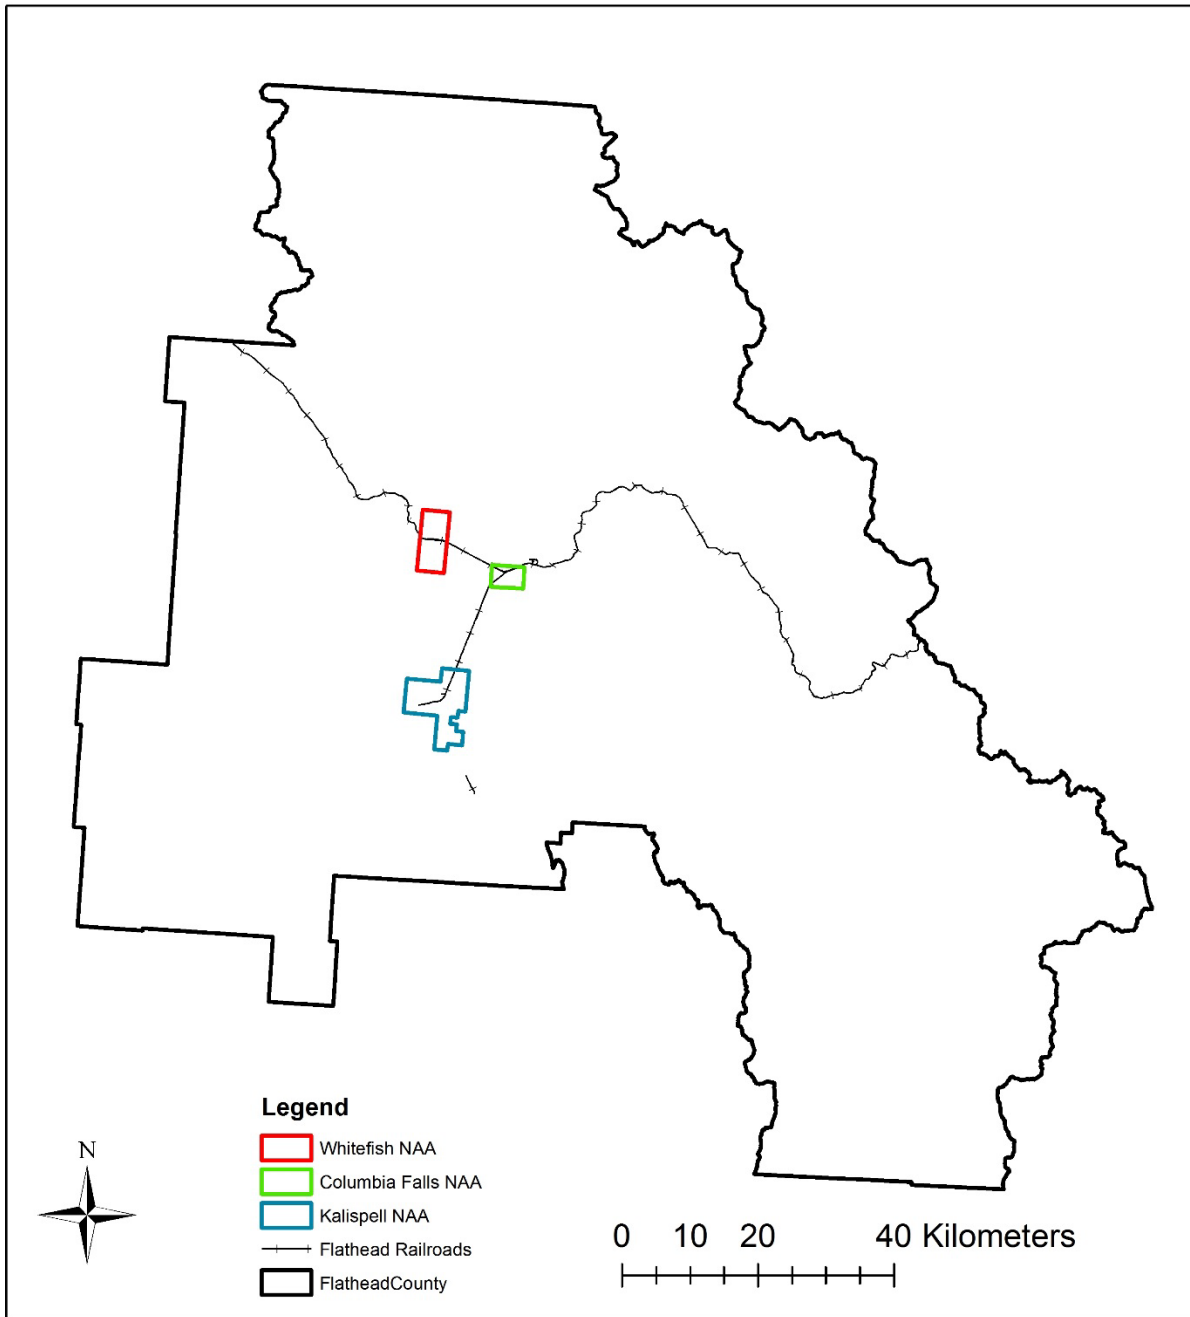 Legend
N
Whitefish NAA
Columbia Falls NAA
Kalispell NAA
Flathead Railroads
FlatheadCounty
0 10 20 40 Kilometers